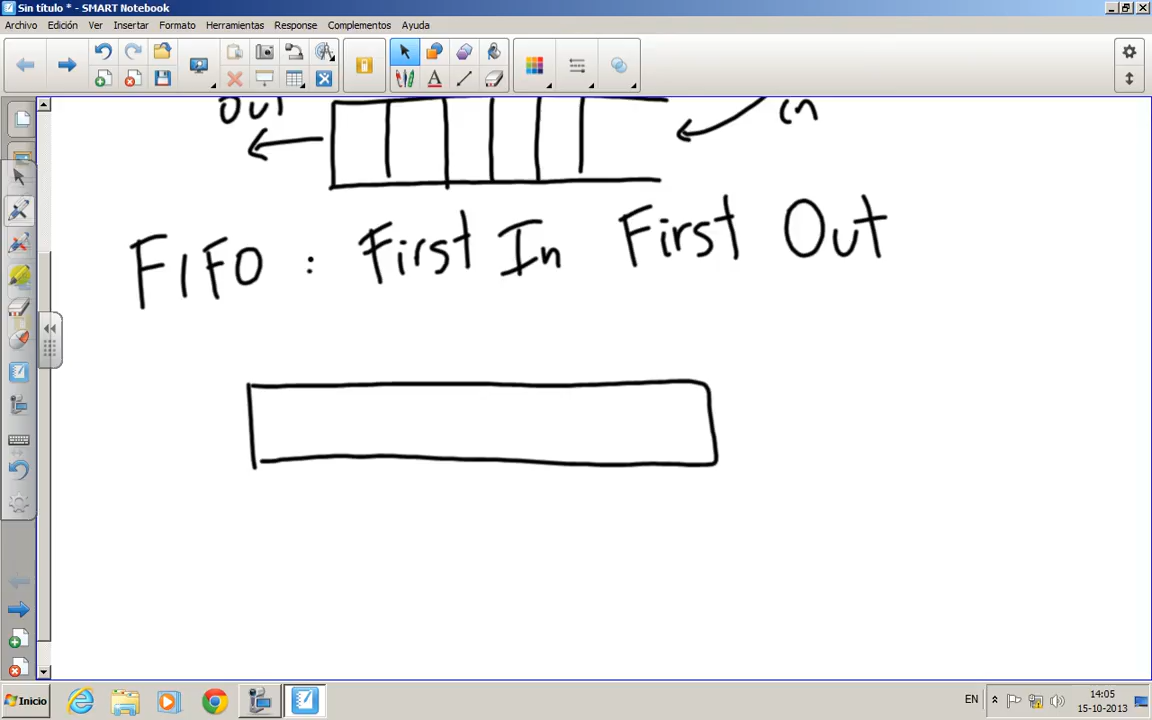 Sin título * - SMART Notebook
Archivo Edición Ver Insertar Formato Herramientas Response Complementos Ayuda
Out
in
FIFO : First In First Out
Inicio
EN
14:05
15-10-2013